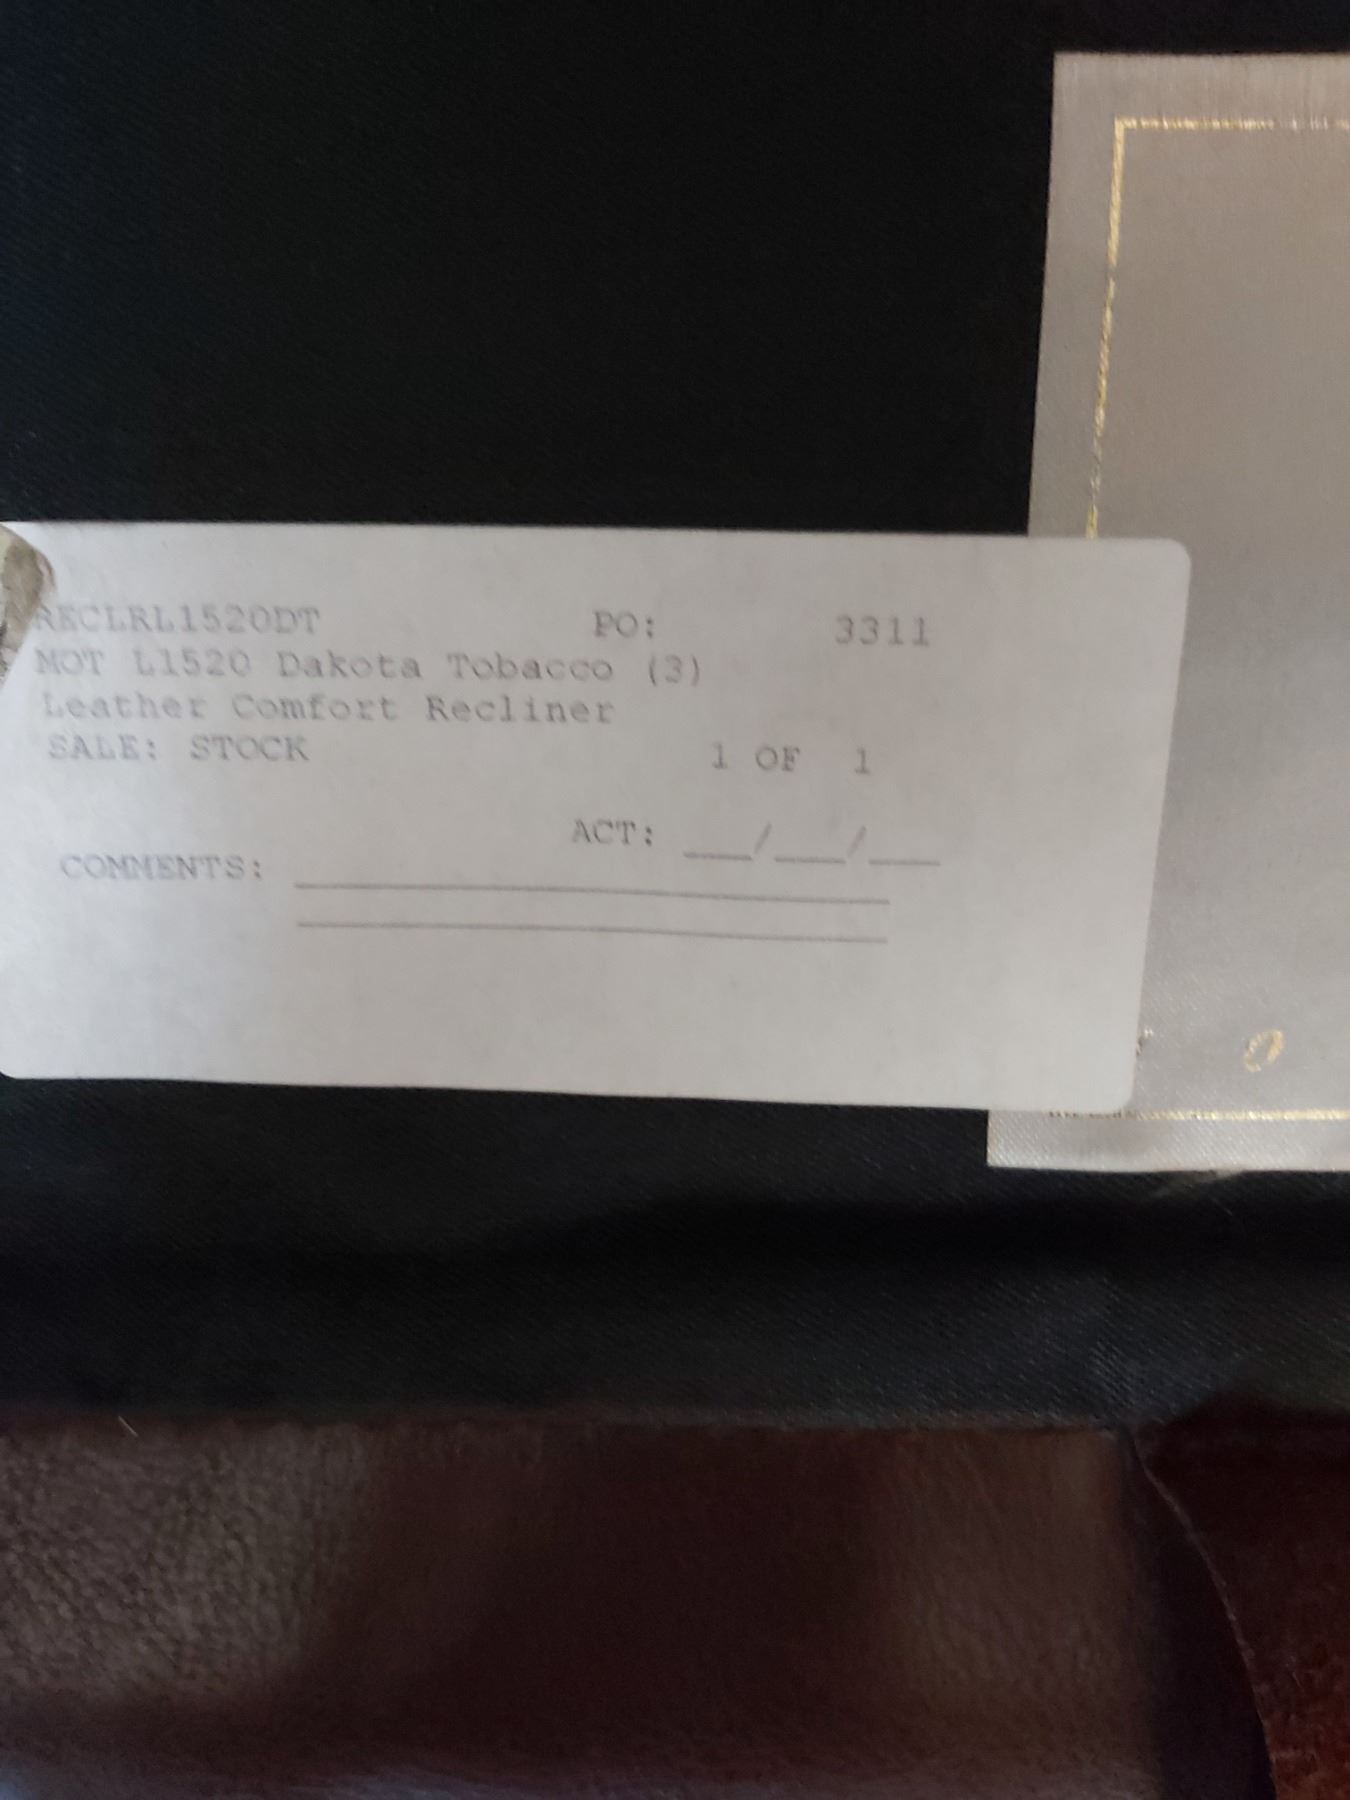 RECLRL1520DT PO: 3311
MOT L1520 Dakota Tobacco (3)
Leather Comfort Recliner
SALE: STOCK 1 OF 1
ACT: ___/___/___
COMMENTS: